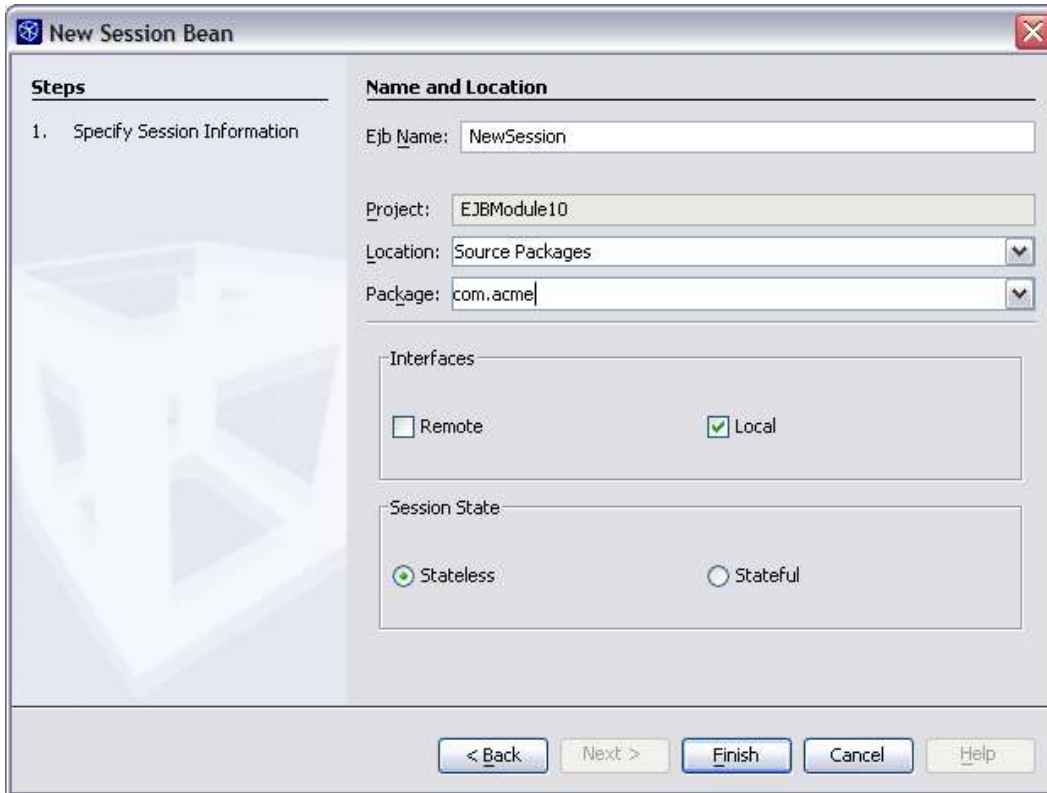 New Session Bean
Steps
1. Specify Session Information
Name and Location
Ejb Name: NewSession
Project: EJBModule10
Location: Source Packages
Package: com.acme
Interfaces
Remote Local
Session State
Stateless Stateful
< Back Next > Finish Cancel Help